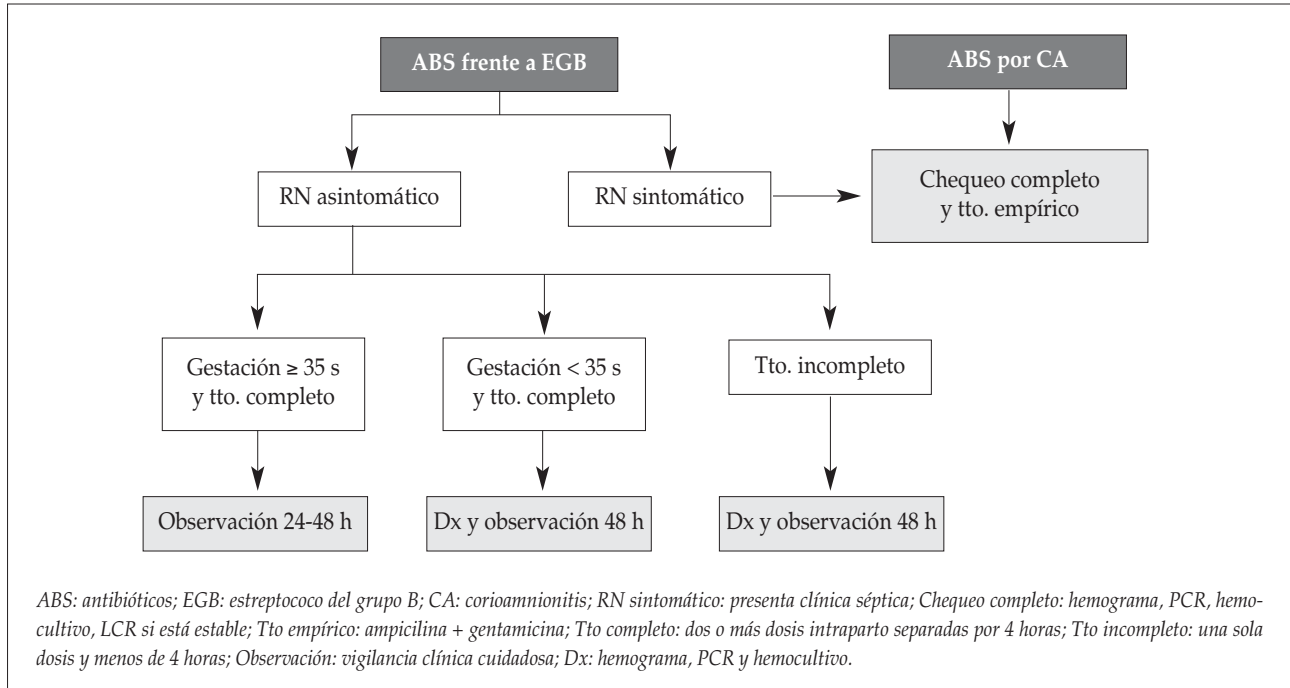 ABS frente a EGB
ABS por CA
RN asintomático
RN sintomático
Chequeo completo
y tto. empírico
Gestación ≥ 35 s
y tto. completo
Gestación < 35 s
y tto. completo
Tto. incompleto
Observación 24-48 h
Dx y observación 48 h
Dx y observación 48 h
ABS: antibióticos; EGB: estreptococo del grupo B; CA: corioamnionitis; RN sintomático: presenta clínica séptica; Chequeo completo: hemograma, PCR, hemo-
cultivo, LCR si está estable; Tto empírico: ampicilina + gentamicina; Tto completo: dos o más dosis intraparto separadas por 4 horas; Tto incompleto: una sola
dosis y menos de 4 horas; Observación: vigilancia clínica cuidadosa; Dx: hemograma, PCR y hemocultivo.